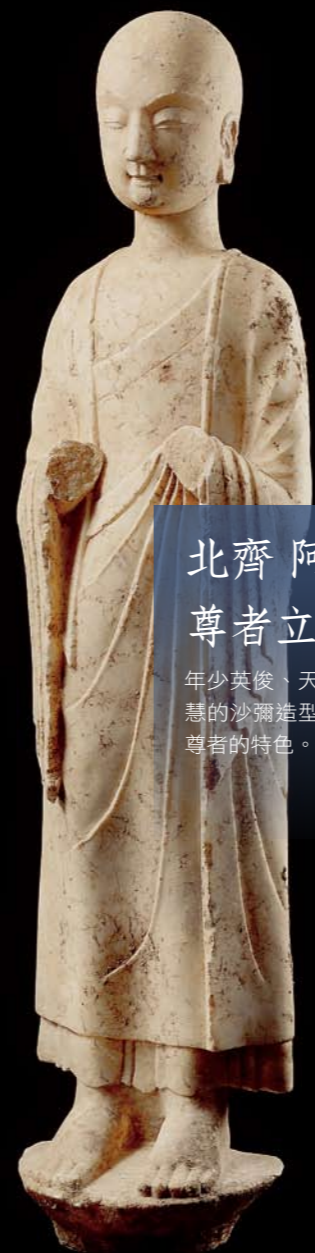 北齊 阿
尊者立
年少英俊、天
慧的沙彌造型
尊者的特色。